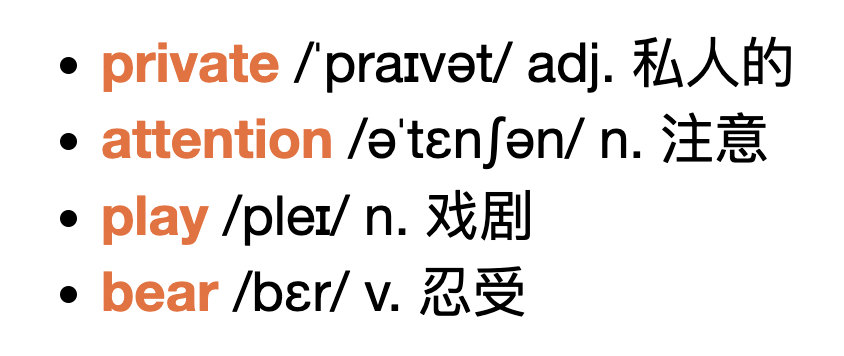 • private /ˈpraɪvət/ adj. 私人的
• attention /əˈtɛnʃən/ n. 注意
• play /pleɪ/ n. 戏剧
• bear /bɛr/ v. 忍受